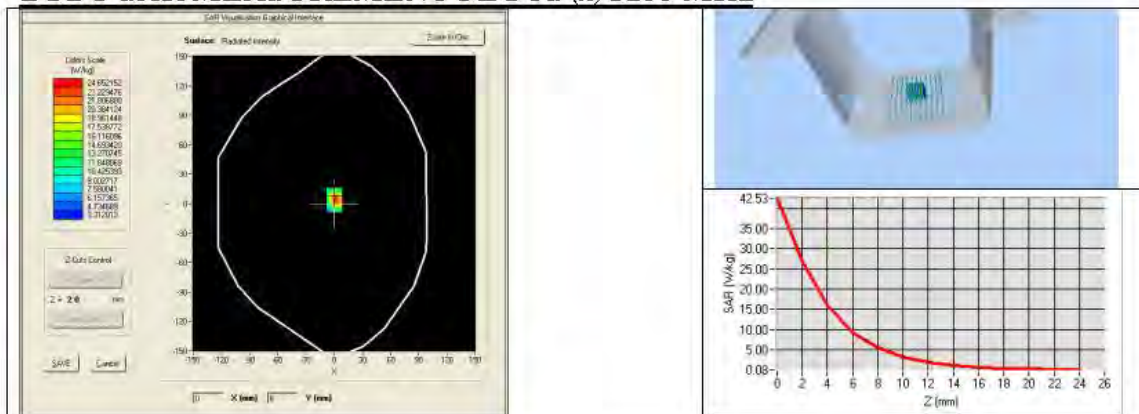 SAR Visualisation Graphical Interface
Surface: Radiated Intensity
Colors Scale
(W/kg)
24.652152
23.229476
21.806800
20.384124
18.961448
17.538772
16.116096
14.693420
13.270745
11.848069
10.425393
9.002717
7.580041
6.157365
4.734689
3.312013
150
120
90
60
30
0
-30
-60
-90
-120
-150
-150 -120 -90 -60 -30 0 30 60 90 120 150
X
Z Cuts Control
Z = 2.0 mm
SAVE
Cancel
X (mm)
Y (mm)
42.53
35.00
30.00
25.00
20.00
15.00
10.00
5.00
0.08
SAR (W/kg)
0 2 4 6 8 10 12 14 16 18 20 22 24 26
Z (mm)